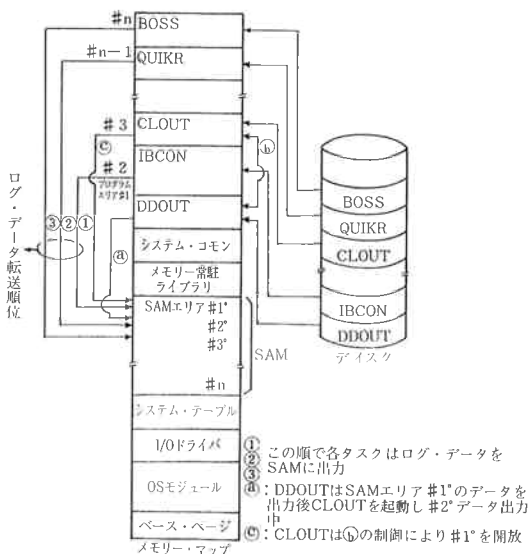 #n
BOSS
#n−1
QUIKR
#3
CLOUT
ⓒ
ⓗ
#2
IBCON
プログラム
エリア#1
ログ・データ転送順位
③②①
ⓐ
DDOUT
システム・コモン
メモリー常駐
ライブラリ
SAMエリア #1°
#2°
#3°
#n
SAM
システム・テーブル
I/Oドライバ
OSモジュール
ベース・ページ
メモリー・マップ
BOSS
QUIKR
CLOUT
IBCON
DDOUT
ディスク
①
② この順で各タスクはログ・データを
③ SAMに出力
ⓐ：DDOUTはSAMエリア#1°のデータを
出力後CLOUTを起動し#2°データ出力
中
ⓒ：CLOUTはⓗの制御により#1°を開放